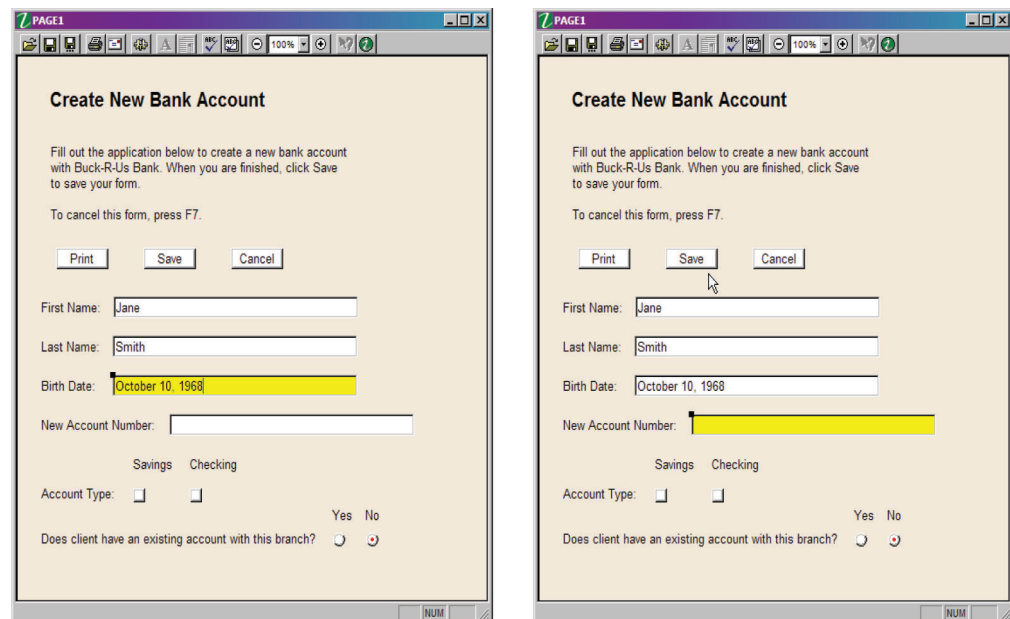 PAGE1
100%
Create New Bank Account
Fill out the application below to create a new bank account
with Buck-R-Us Bank. When you are finished, click Save
to save your form.
To cancel this form, press F7.
Print Save Cancel
First Name: Jane
Last Name: Smith
Birth Date: October 10, 1968
New Account Number:
Savings Checking
Account Type:
Yes No
Does client have an existing account with this branch?
NUM
PAGE1
100%
Create New Bank Account
Fill out the application below to create a new bank account
with Buck-R-Us Bank. When you are finished, click Save
to save your form.
To cancel this form, press F7.
Print Save Cancel
First Name: Jane
Last Name: Smith
Birth Date: October 10, 1968
New Account Number:
Savings Checking
Account Type:
Yes No
Does client have an existing account with this branch?
NUM